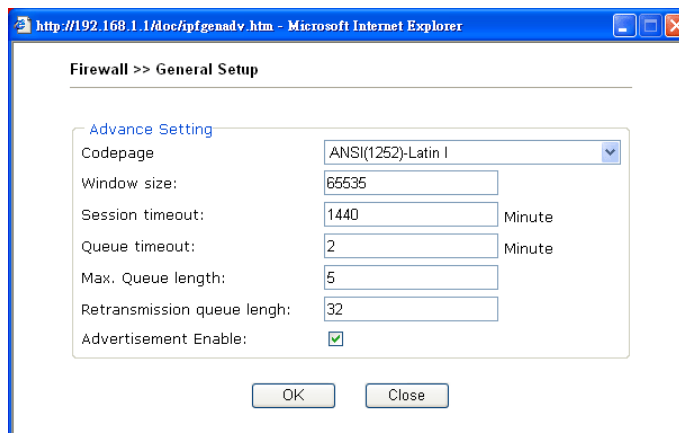 http://192.168.1.1/doc/ipfgenadv.htm - Microsoft Internet Explorer
Firewall >> General Setup
Advance Setting
Codepage ANSI(1252)-Latin I
Window size: 65535
Session timeout: 1440 Minute
Queue timeout: 2 Minute
Max. Queue length: 5
Retransmission queue lengh: 32
Advertisement Enable:
OK Close